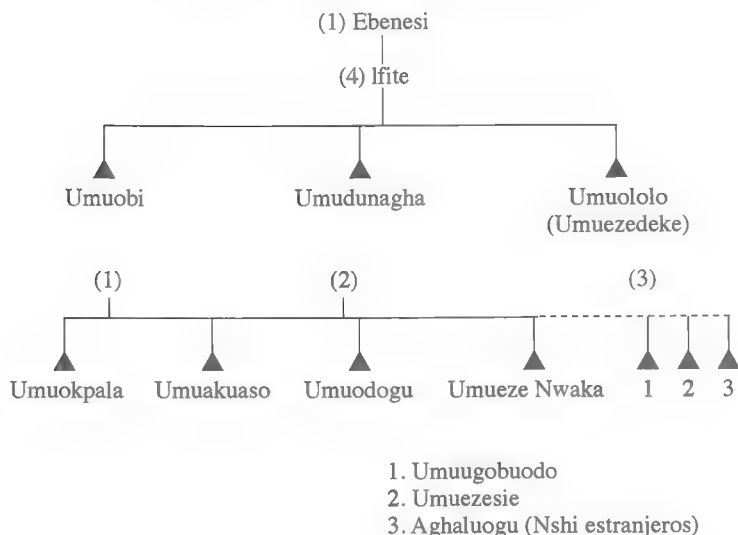 (1) Ebenesi
(4) Ifite
Umuobi Umudunagha Umuololo
(Umuezedeke)
(1) (2) (3)
Umuokpala Umuakuaso Umuodogu Umueze Nwaka 1 2 3
1. Umuugobuodo
2. Umuezesie
3. Aghaluogu (Nshi estranjeros)